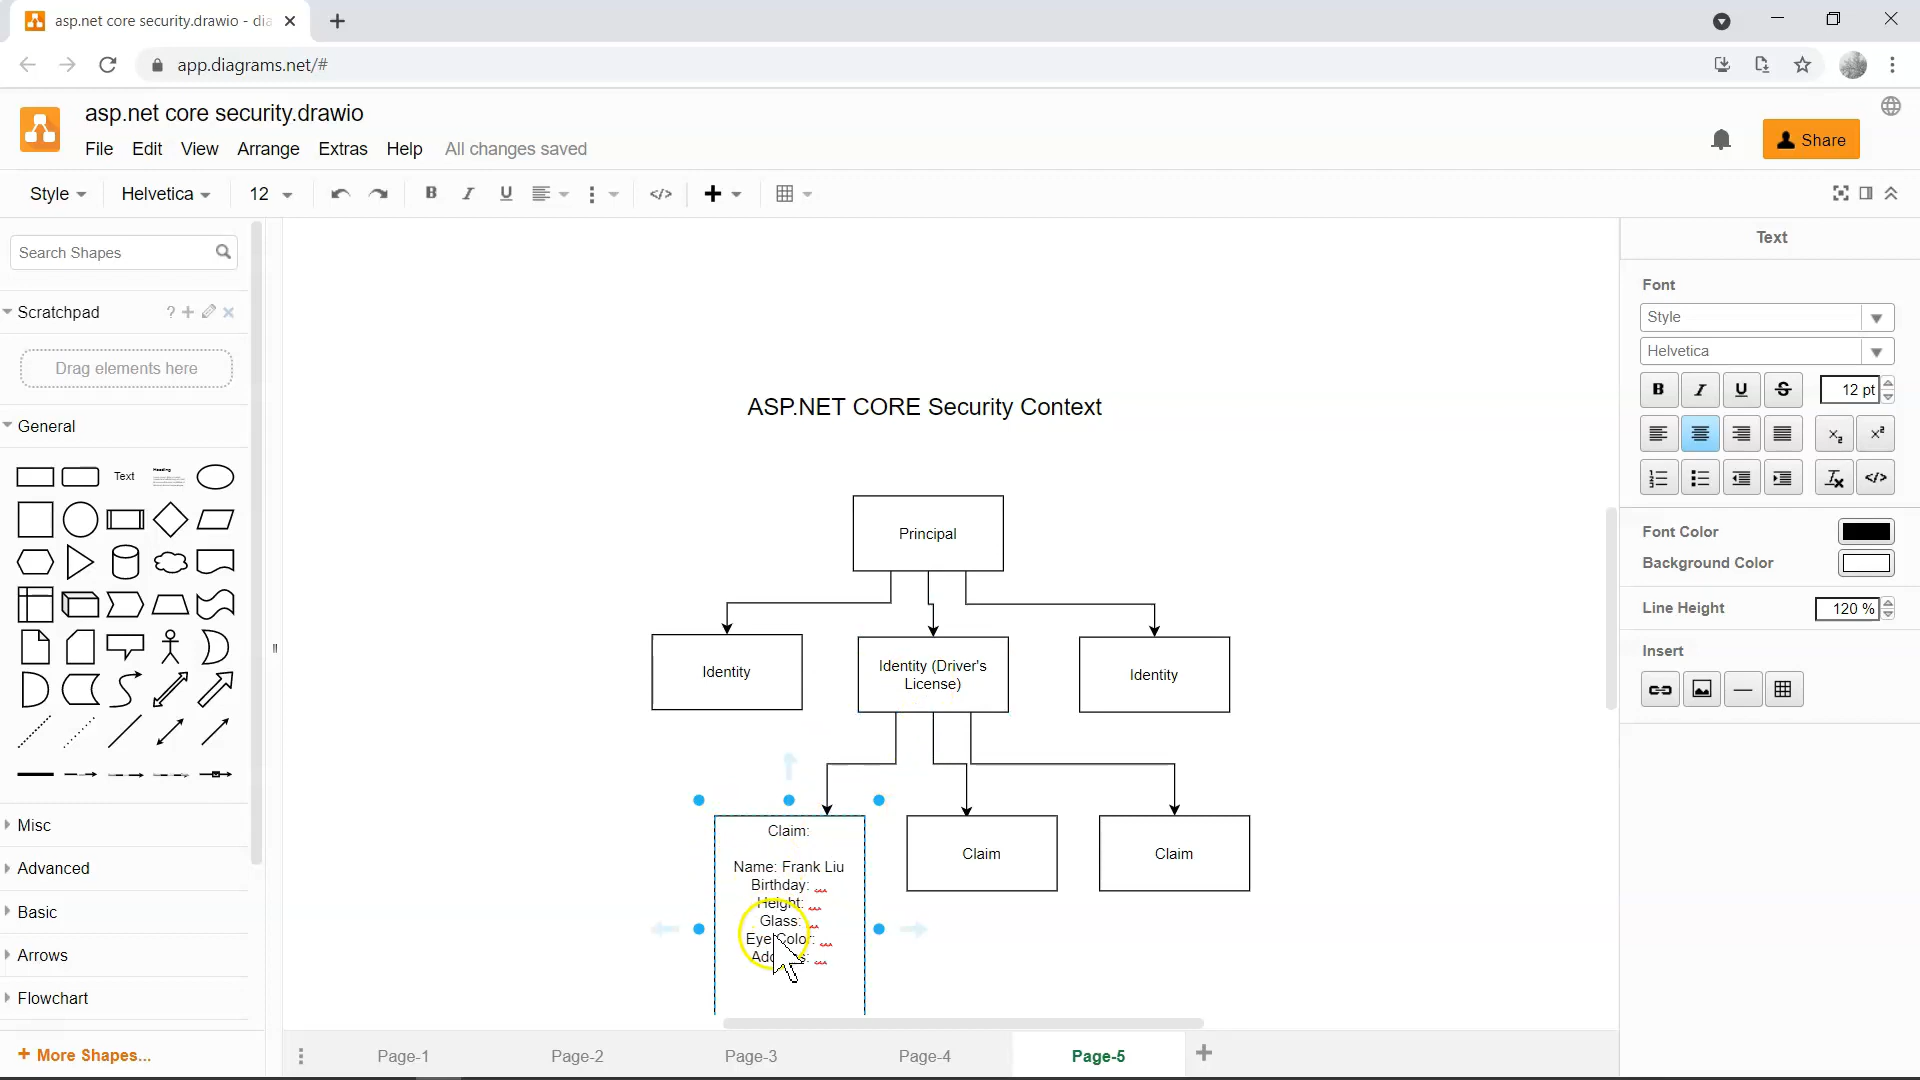 asp.net core security.drawio - dia
app.diagrams.net/#
asp.net core security.drawio
File Edit View Arrange Extras Help All changes saved
Share
Style Helvetica 12 B I U </>
Search Shapes
Scratchpad ?
Drag elements here
General
Text
Heading
Misc
Advanced
Basic
Arrows
Flowchart
+ More Shapes...
ASP.NET CORE Security Context
Principal
Identity
Identity (Driver's
License)
Identity
Claim:
Name: Frank Liu
Birthday: ...
Height: ...
Glass: ...
Eye Color: ...
... 
Claim
Claim
Page-1 Page-2 Page-3 Page-4 Page-5
Text
Font
Style
Helvetica
B I U S 12 pt
Font Color
Background Color
Line Height 120 %
Insert